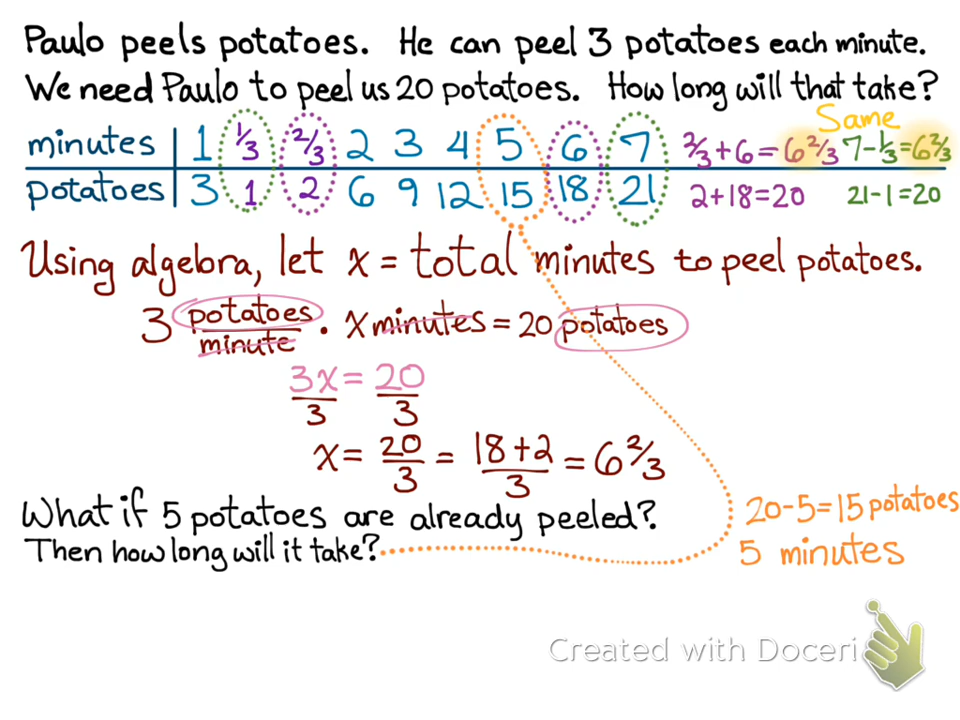 Paulo peels potatoes. He can peel 3 potatoes each minute.
We need Paulo to peel us 20 potatoes. How long will that take?
Same
minutes | 1 1/3 2/3 2 3 4 5 6 7 2/3 + 6 = 6 2/3 7 - 1/3 = 6 2/3
potatoes | 3 1 2 6 9 12 15 18 21 2 + 18 = 20 21 - 1 = 20
Using algebra, let x = total minutes to peel potatoes.
3 potatoes/minute · x minutes = 20 potatoes
3x/3 = 20/3
x = 20/3 = 18+2/3 = 6 2/3
What if 5 potatoes are already peeled?
Then how long will it take?
20 - 5 = 15 potatoes
5 minutes
Created with Doceri